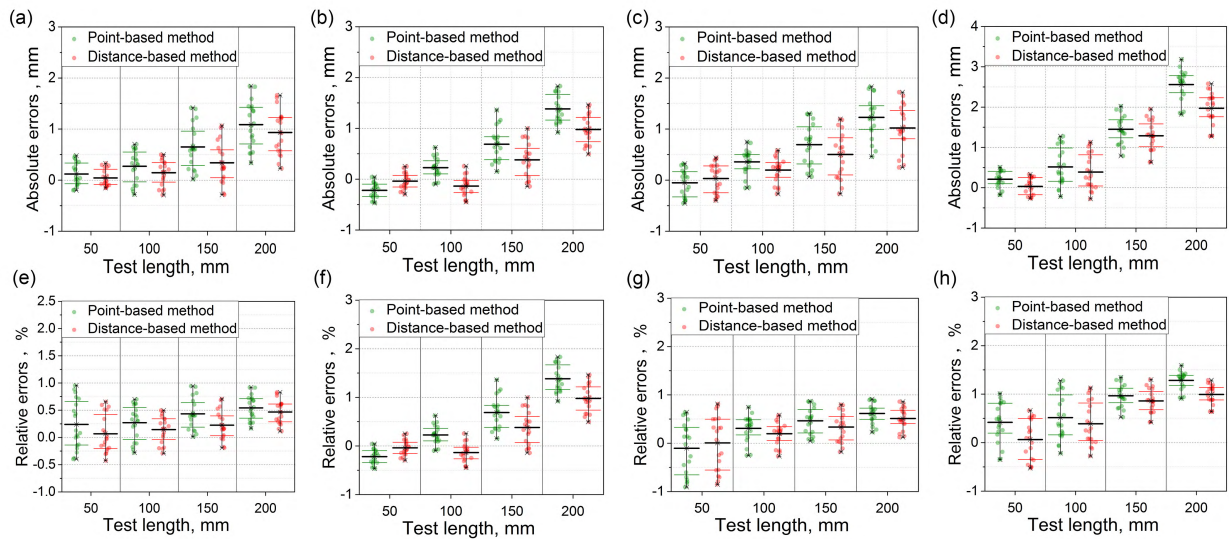 (a)
Point-based method
Distance-based method
Absolute errors , mm
3
2
1
0
-1
50
100
150
200
Test length, mm
(b)
Point-based method
Distance-based method
Absolute errors , mm
3
2
1
0
-1
50
100
150
200
Test length, mm
(c)
Point-based method
Distance-based method
Absolute errors , mm
3
2
1
0
-1
50
100
150
200
Test length, mm
(d)
Point-based method
Distance-based method
Absolute errors , mm
4
3
2
1
0
-1
50
100
150
200
Test length, mm
(e)
Point-based method
Distance-based method
Relative errors , %
2.5
2.0
1.5
1.0
0.5
0.0
-0.5
-1.0
50
100
150
200
Test length, mm
(f)
Point-based method
Distance-based method
Relative errors , %
3
2
1
0
-1
50
100
150
200
Test length, mm
(g)
Point-based method
Distance-based method
Relative errors , %
3
2
1
0
-1
50
100
150
200
Test length, mm
(h)
Point-based method
Distance-based method
Relative errors , %
3
2
1
0
-1
50
100
150
200
Test length, mm